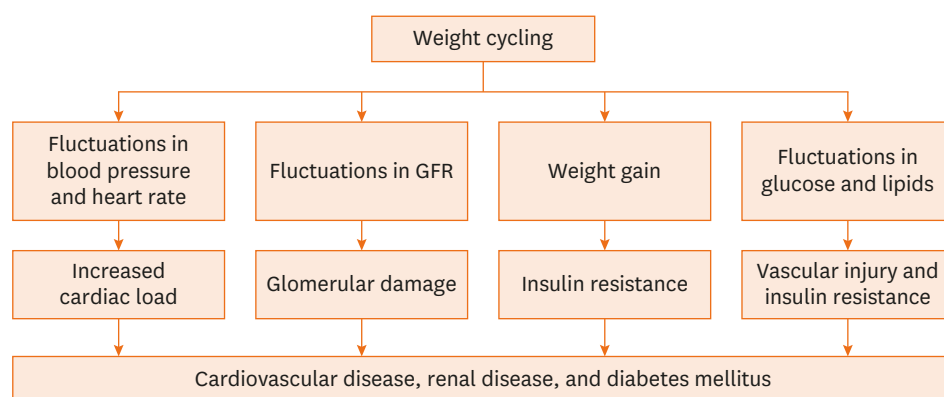 Weight cycling
Fluctuations in
blood pressure
and heart rate
Fluctuations in GFR
Weight gain
Fluctuations in
glucose and lipids
Increased
cardiac load
Glomerular damage
Insulin resistance
Vascular injury and
insulin resistance
Cardiovascular disease, renal disease, and diabetes mellitus